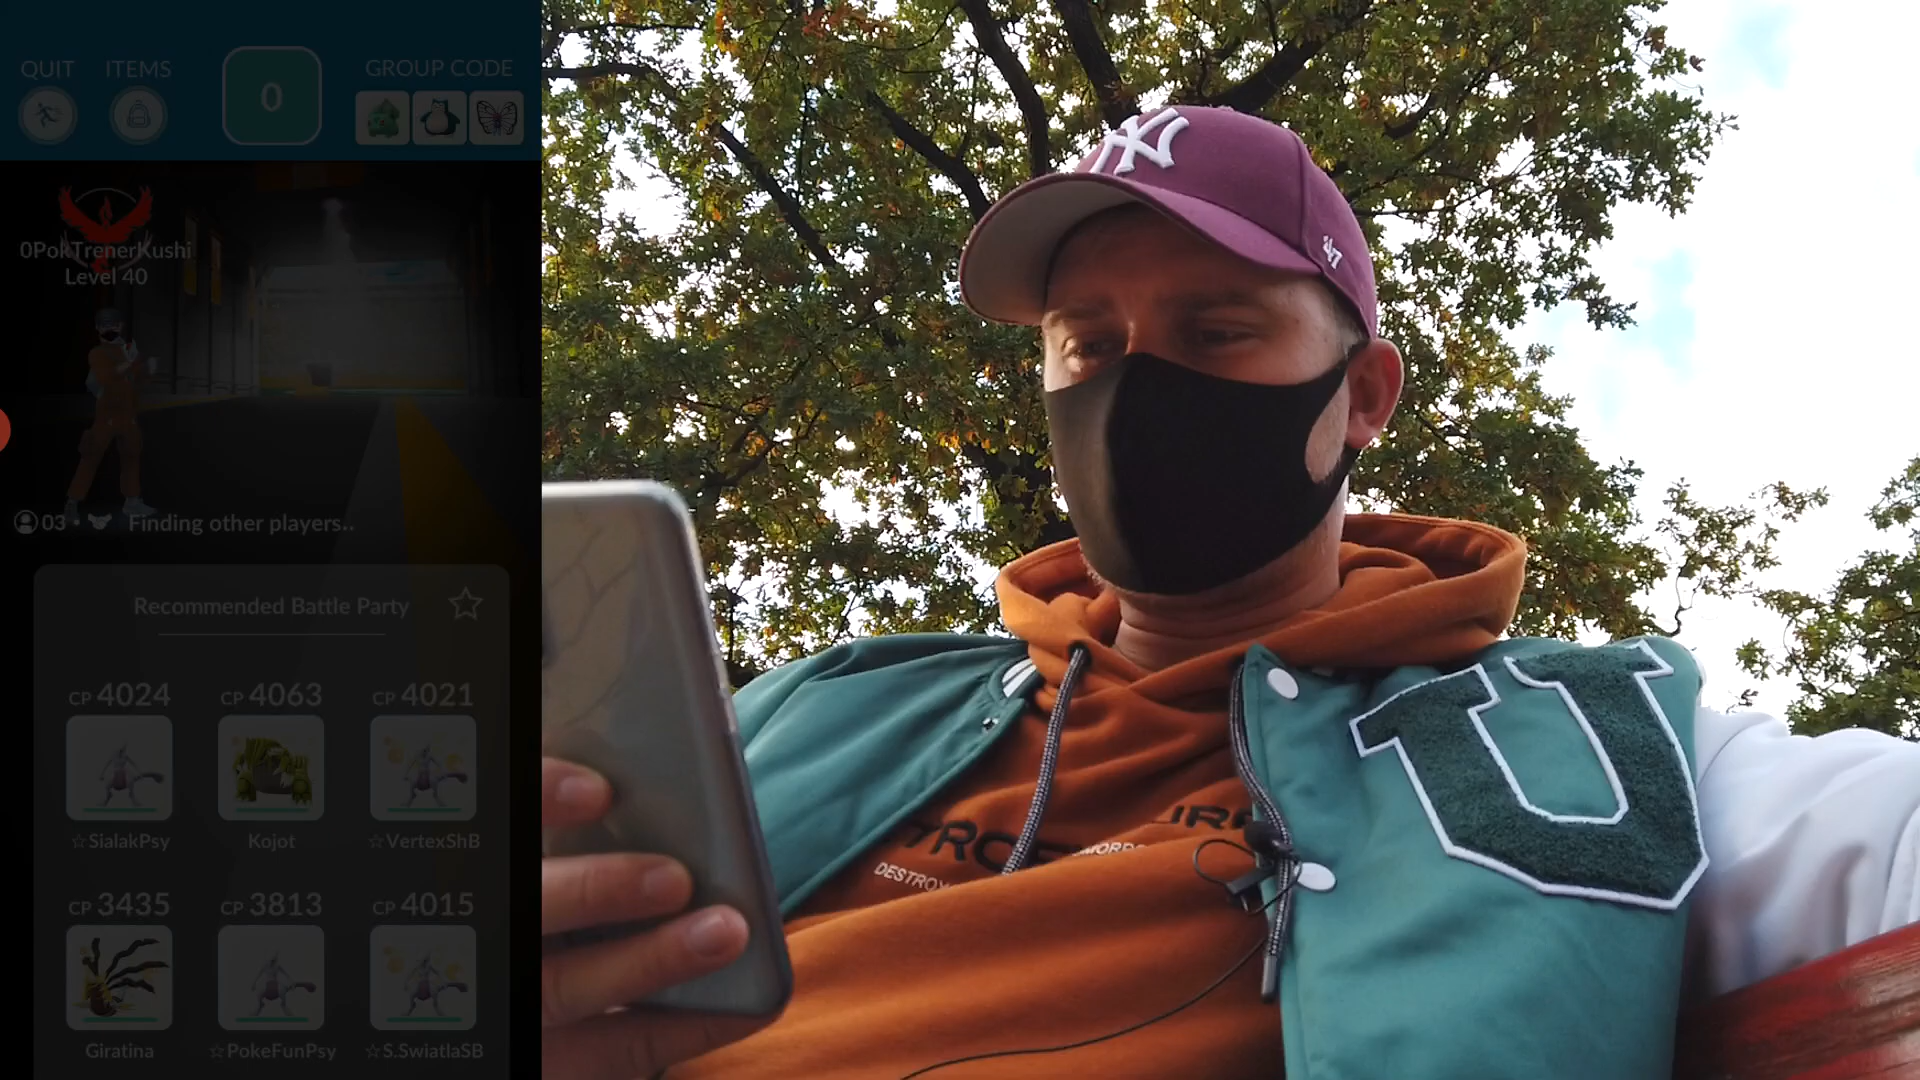 QUIT
ITEMS
0
GROUP CODE
0PokTrenerKushi
Level 40
03
Finding other players..
Recommended Battle Party
CP 4024
CP 4063
CP 4021
☆SialakPsy
Kojot
☆VertexShB
CP 3435
CP 3813
CP 4015
Giratina
☆PokeFunPsy
☆S.SwiatlaSB
NY
47
U
DESTROY